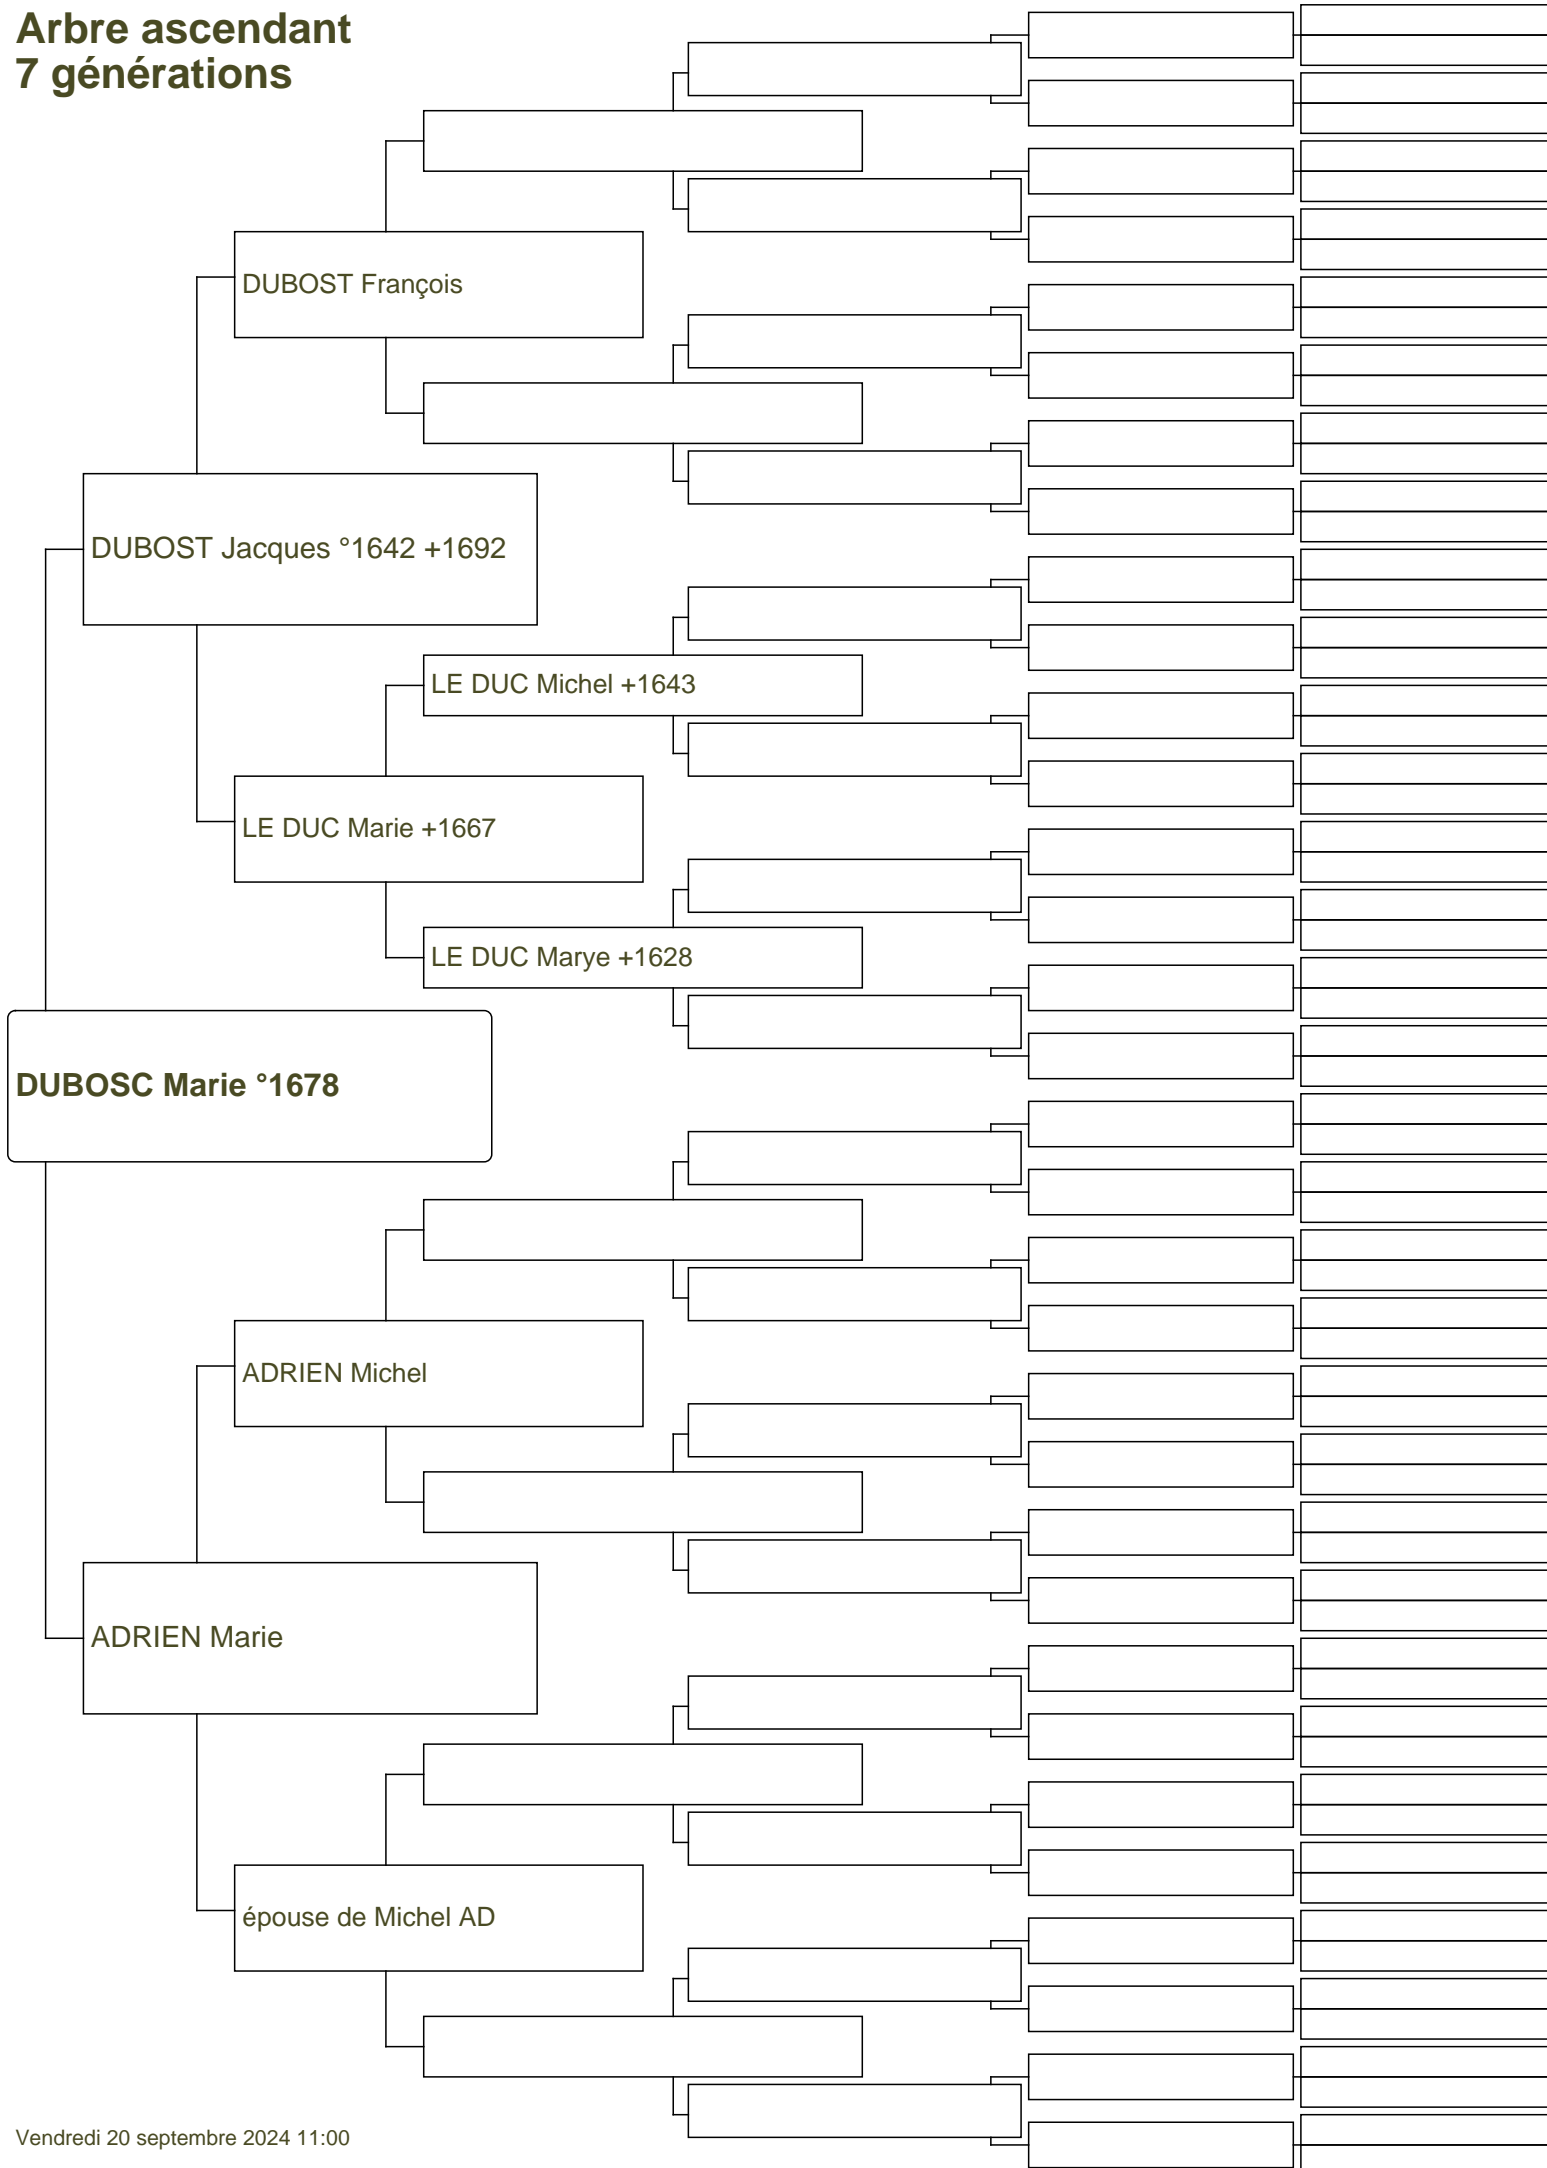 Arbre ascendant
7 générations
DUBOST François
DUBOST Jacques °1642 +1692
LE DUC Michel +1643
LE DUC Marie +1667
LE DUC Marye +1628
DUBOSC Marie °1678
ADRIEN Michel
ADRIEN Marie
épouse de Michel AD
Vendredi 20 septembre 2024 11:00